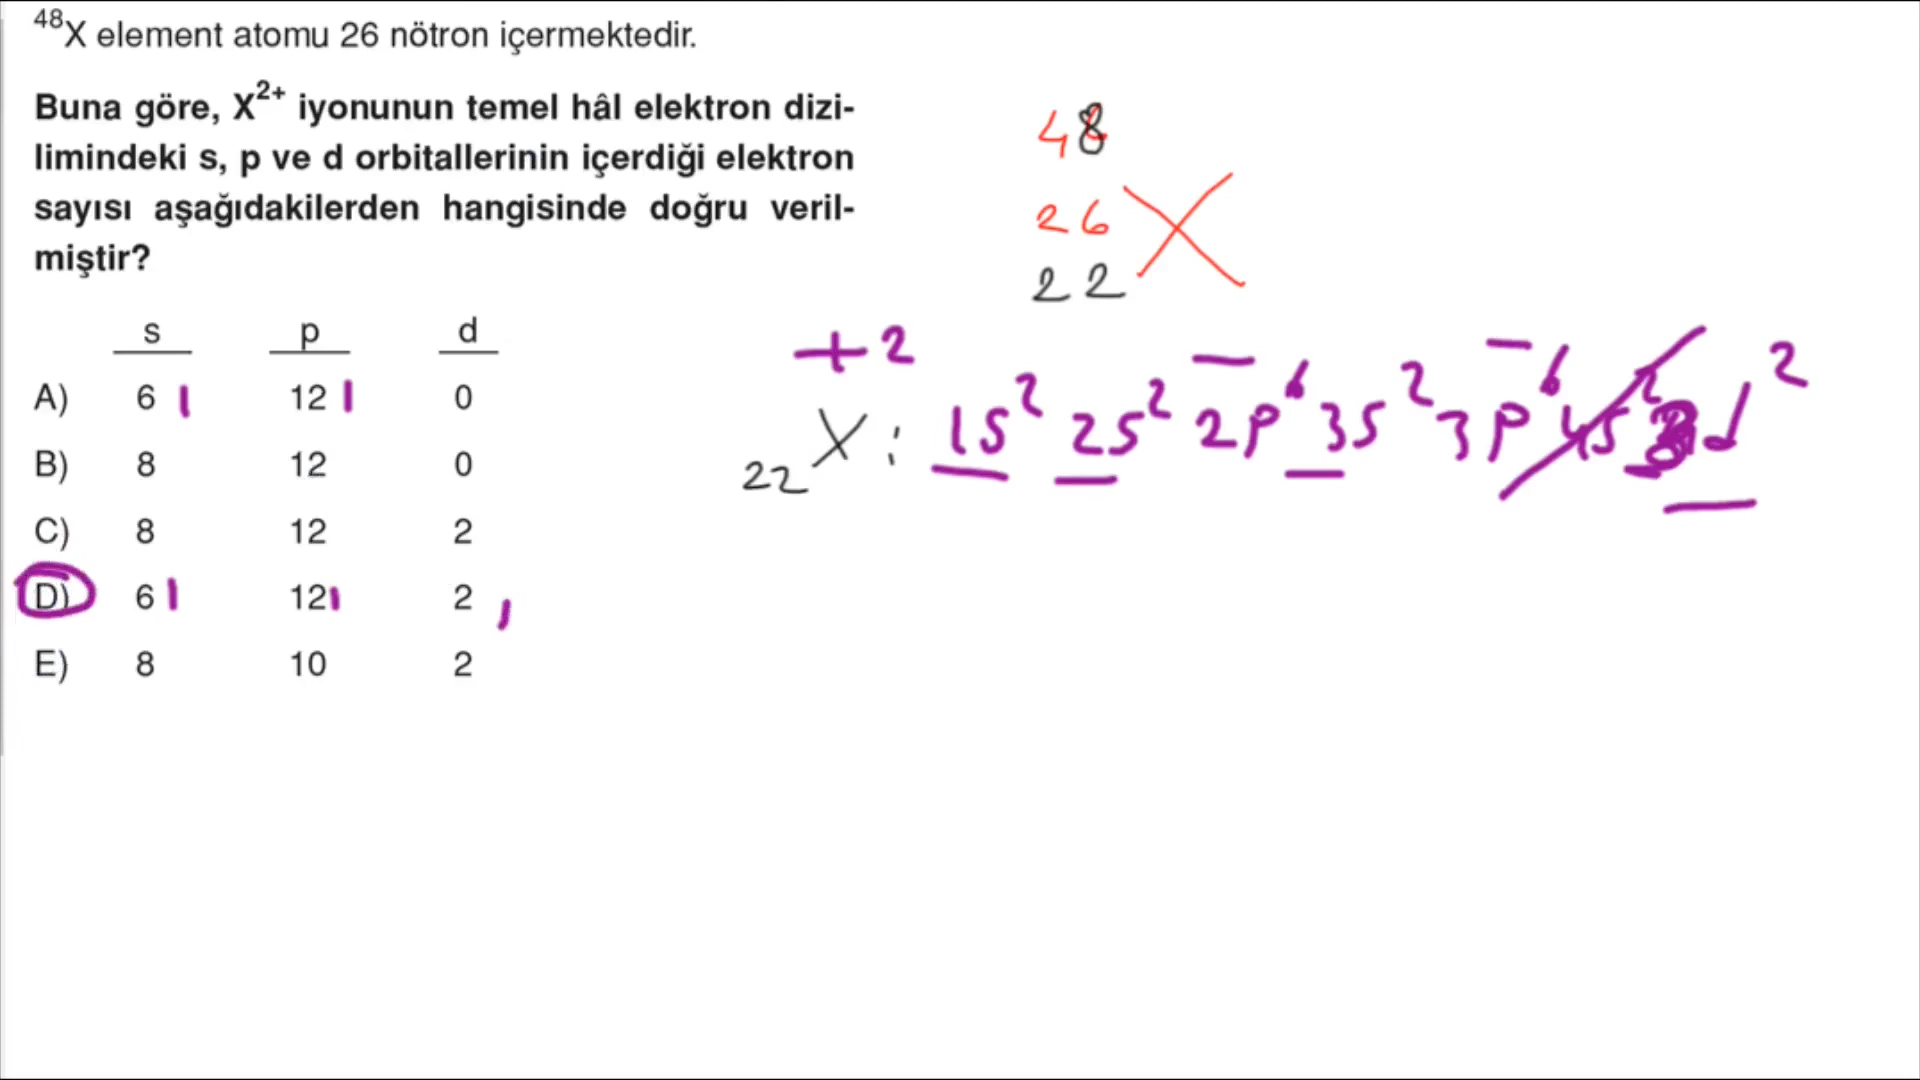 ⁴⁸X element atomu 26 nötron içermektedir.
Buna göre, X²⁺ iyonunun temel hâl elektron dizi-
limindeki s, p ve d orbitallerinin içerdiği elektron
sayısı aşağıdakilerden hangisinde doğru veril-
miştir?
s p d
A) 6 12 0
B) 8 12 0
C) 8 12 2
D) 6 12 2
E) 8 10 2
48
26
22
+2
₂₂X: 1s² 2s² 2p⁶ 3s² 3p⁶ 4s² 3d²